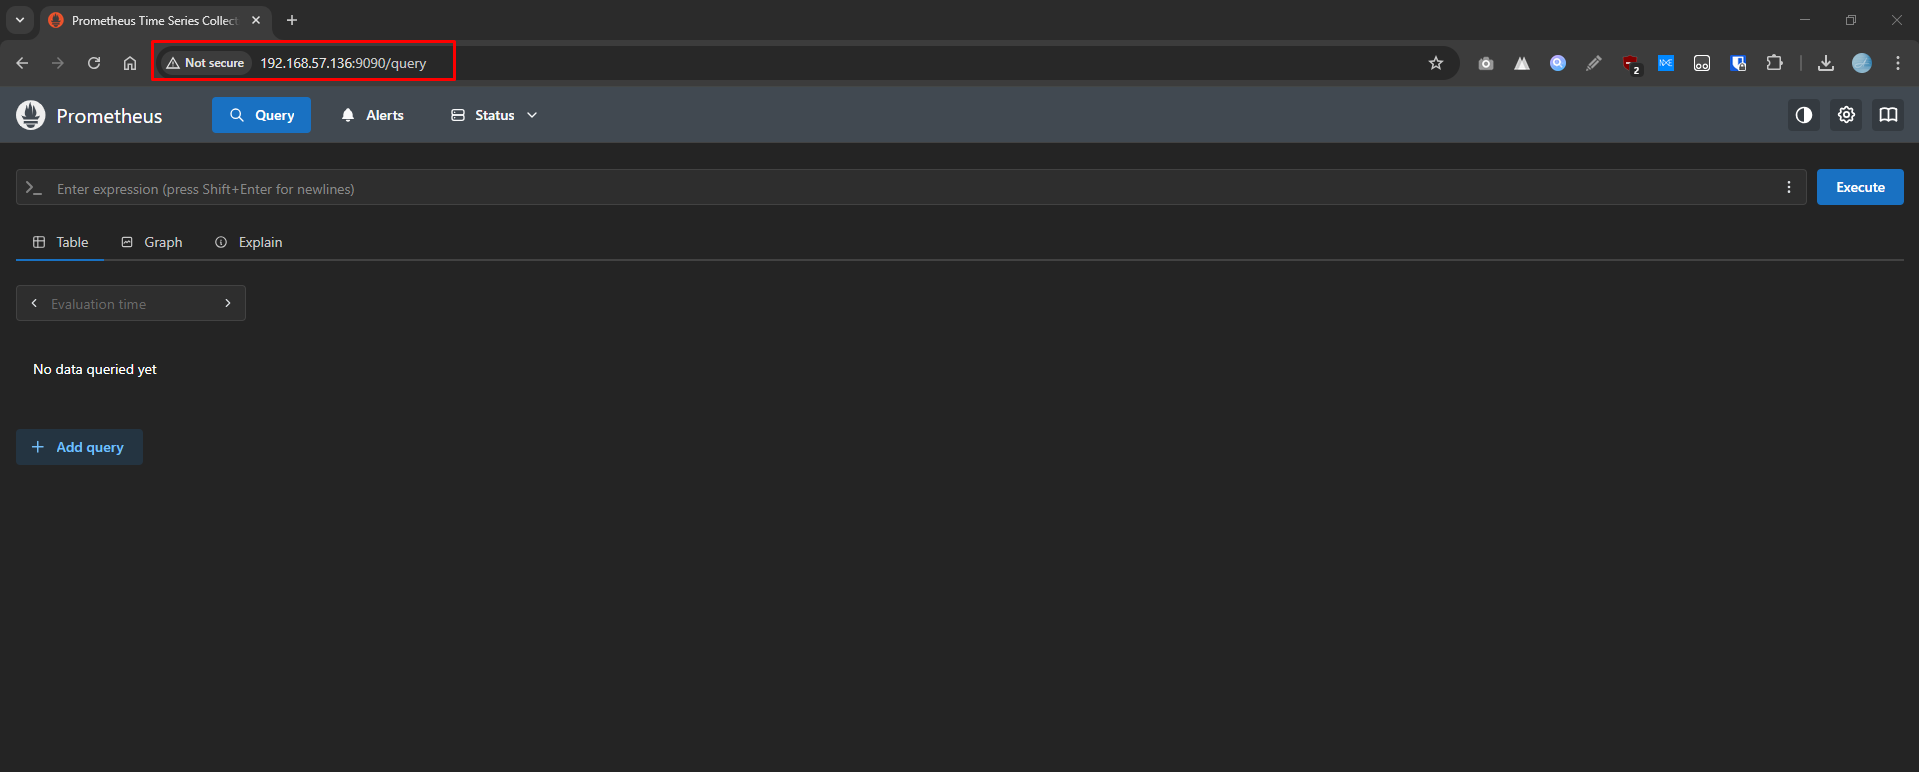 Prometheus Time Series Collect
Not secure 192.168.57.136:9090/query
2
Prometheus Query Alerts Status
>_ Enter expression (press Shift+Enter for newlines) Execute
Table Graph Explain
Evaluation time
No data queried yet
+ Add query